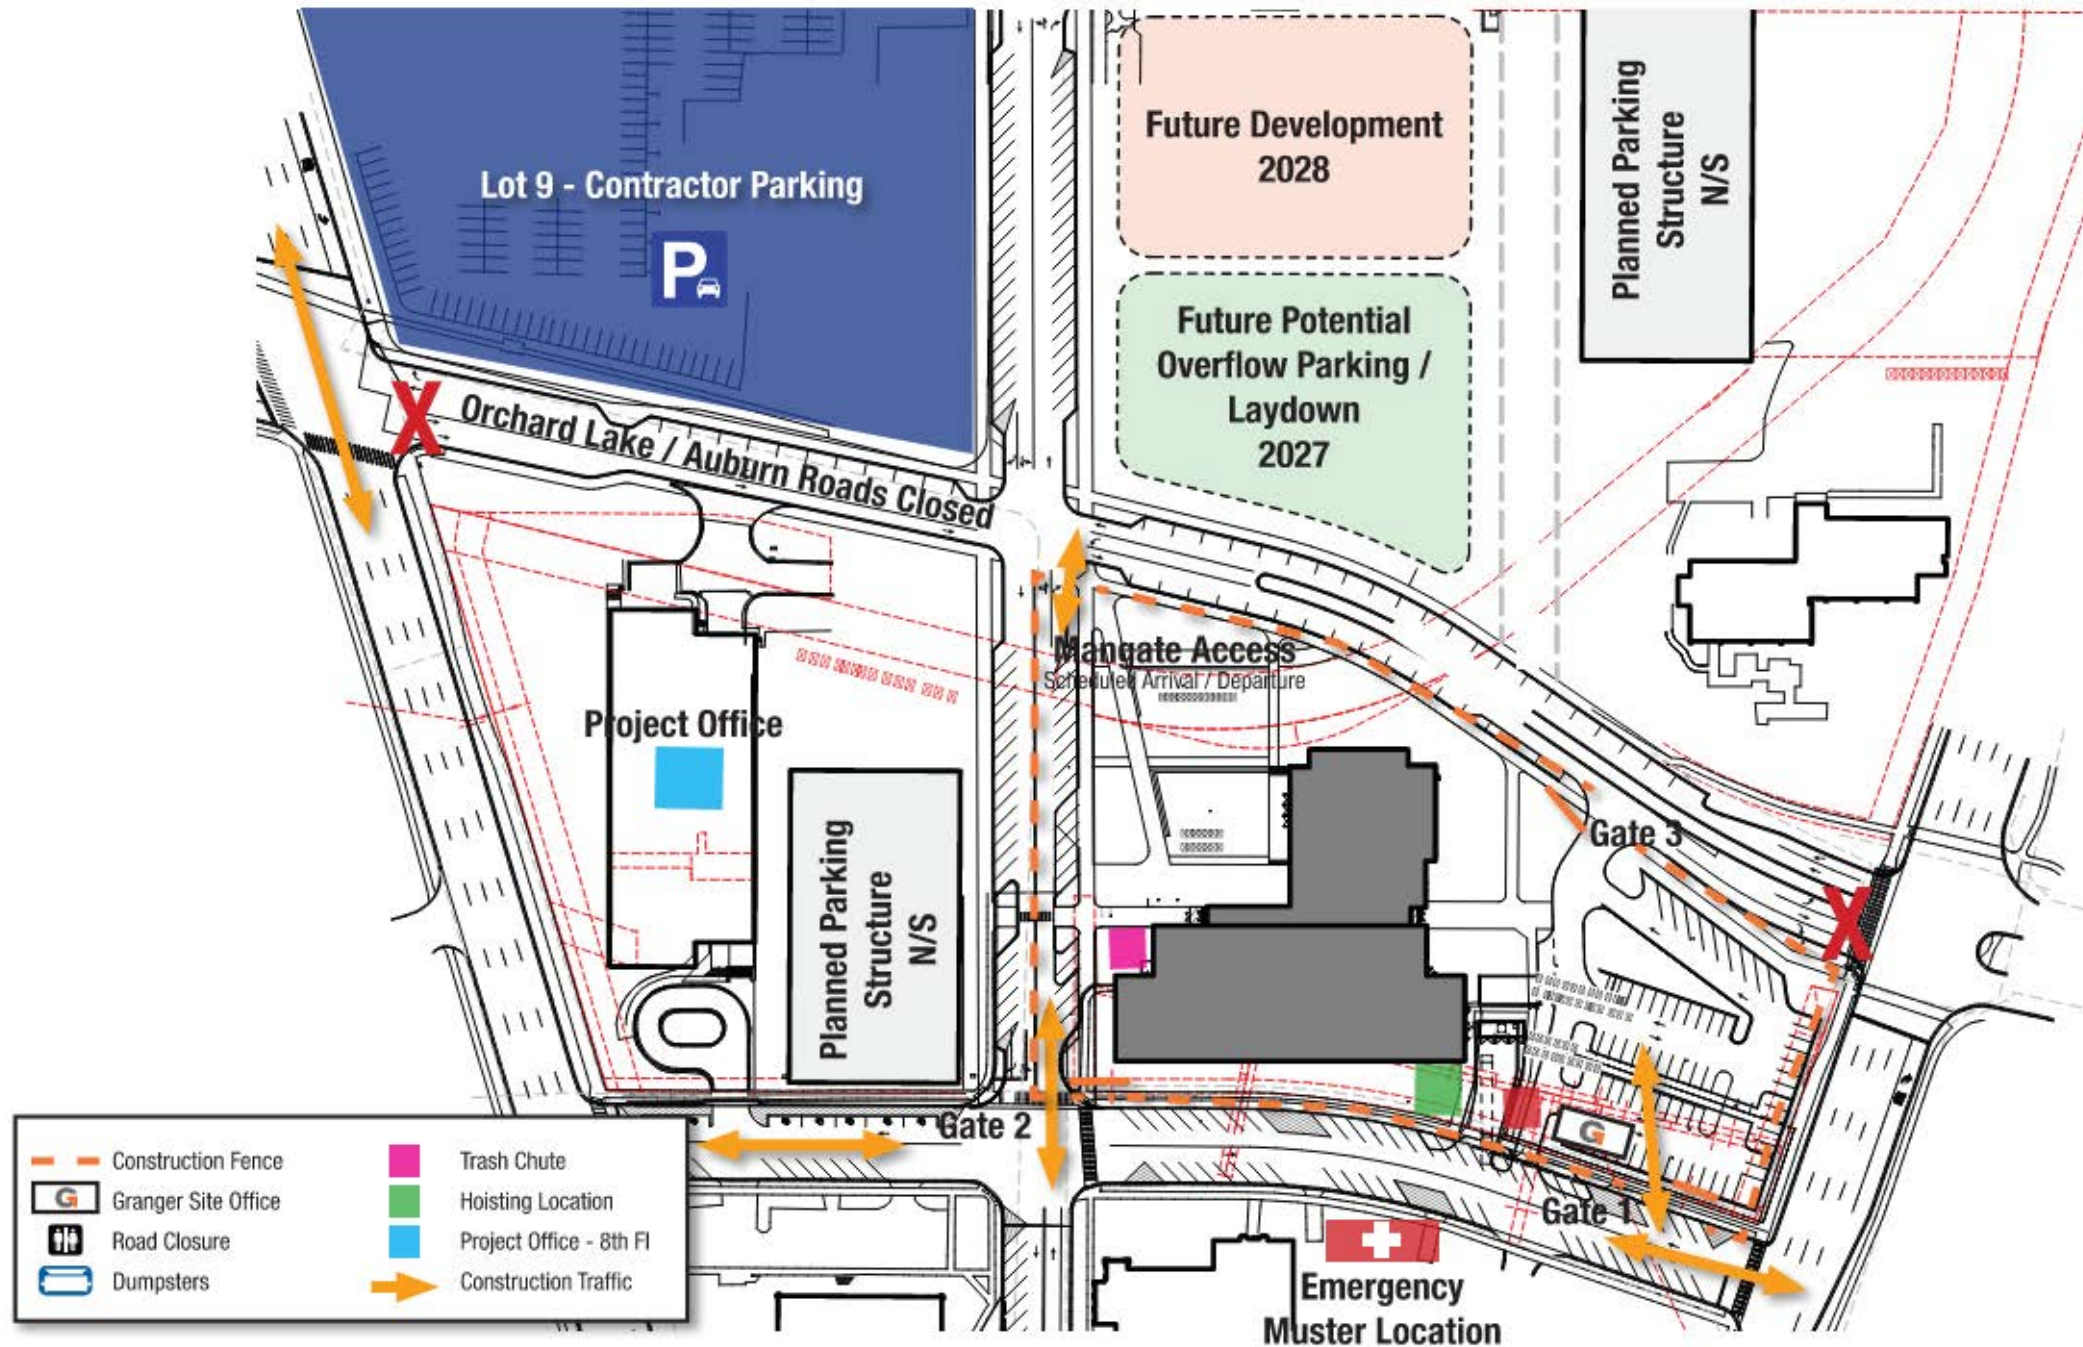 Future Development
2028
Planned Parking
Structure
N/S
Lot 9 - Contractor Parking
P
Future Potential
Overflow Parking /
Laydown
2027
X
Orchard Lake / Auburn Roads Closed
Mangate Access
Scheduled Arrival / Departure
Project Office
Planned Parking
Structure
N/S
Gate 3
X
Gate 2
G
Gate 1
Emergency
Muster Location
Construction Fence
G Granger Site Office
Road Closure
Dumpsters
Trash Chute
Hoisting Location
Project Office - 8th Fl
Construction Traffic